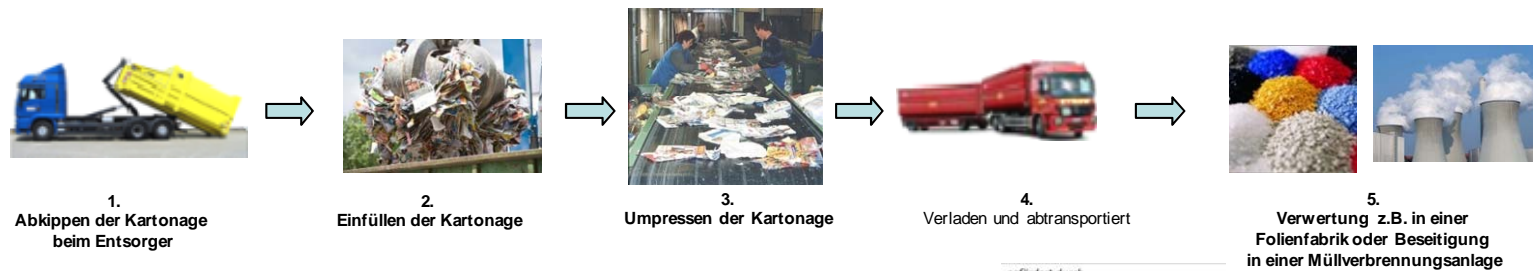 1.
Abkippen der Kartonage
beim Entsorger
2.
Einfüllen der Kartonage
3.
Umpressen der Kartonage
4.
Verladen und abtransportiert
5.
Verwertung z.B. in einer
Folienfabrik oder Beseitigung
in einer Müllverbrennungsanlage